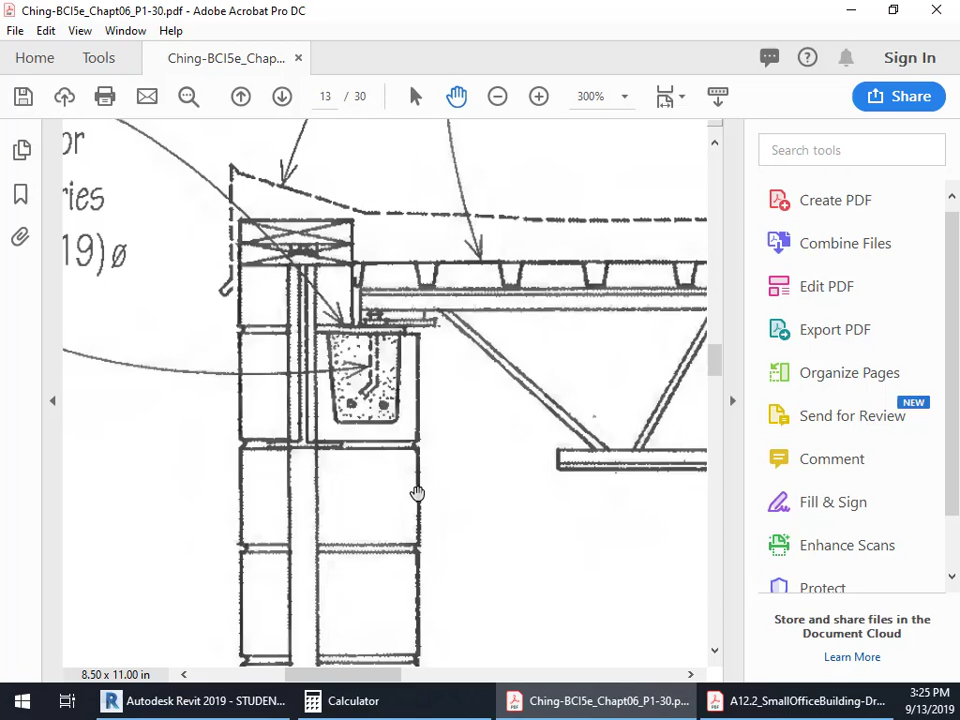 Ching-BCI5e_Chapt06_P1-30.pdf - Adobe Acrobat Pro DC
File Edit View Window Help
Home Tools Ching-BCI5e_Chap... × Sign In
13 / 30 300% Share
or
ries
19)ø
Search tools
Create PDF
Combine Files
Edit PDF
Export PDF
Organize Pages
NEW
Send for Review
Comment
Fill & Sign
Enhance Scans
Protect
Store and share files in the
Document Cloud
Learn More
8.50 x 11.00 in
Autodesk Revit 2019 - STUDEN... Calculator Ching-BCI5e_Chapt06_P1-30.p... A12.2_SmallOfficeBuilding-Dr...
3:25 PM
9/13/2019